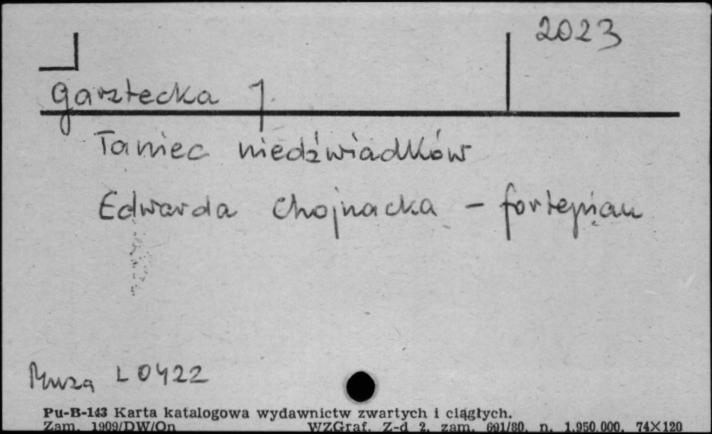 2023
Garztecka J
Taniec niedźwiadków
Edwarda Chojnacka – fortepian
Muza L 0422
Pu-B-143 Karta katalogowa wydawnictw zwartych i ciągłych.
Zam. 1909/DW/On WZGraf. Z-d 2, zam. 691/80, n. 1.950.000, 74X120